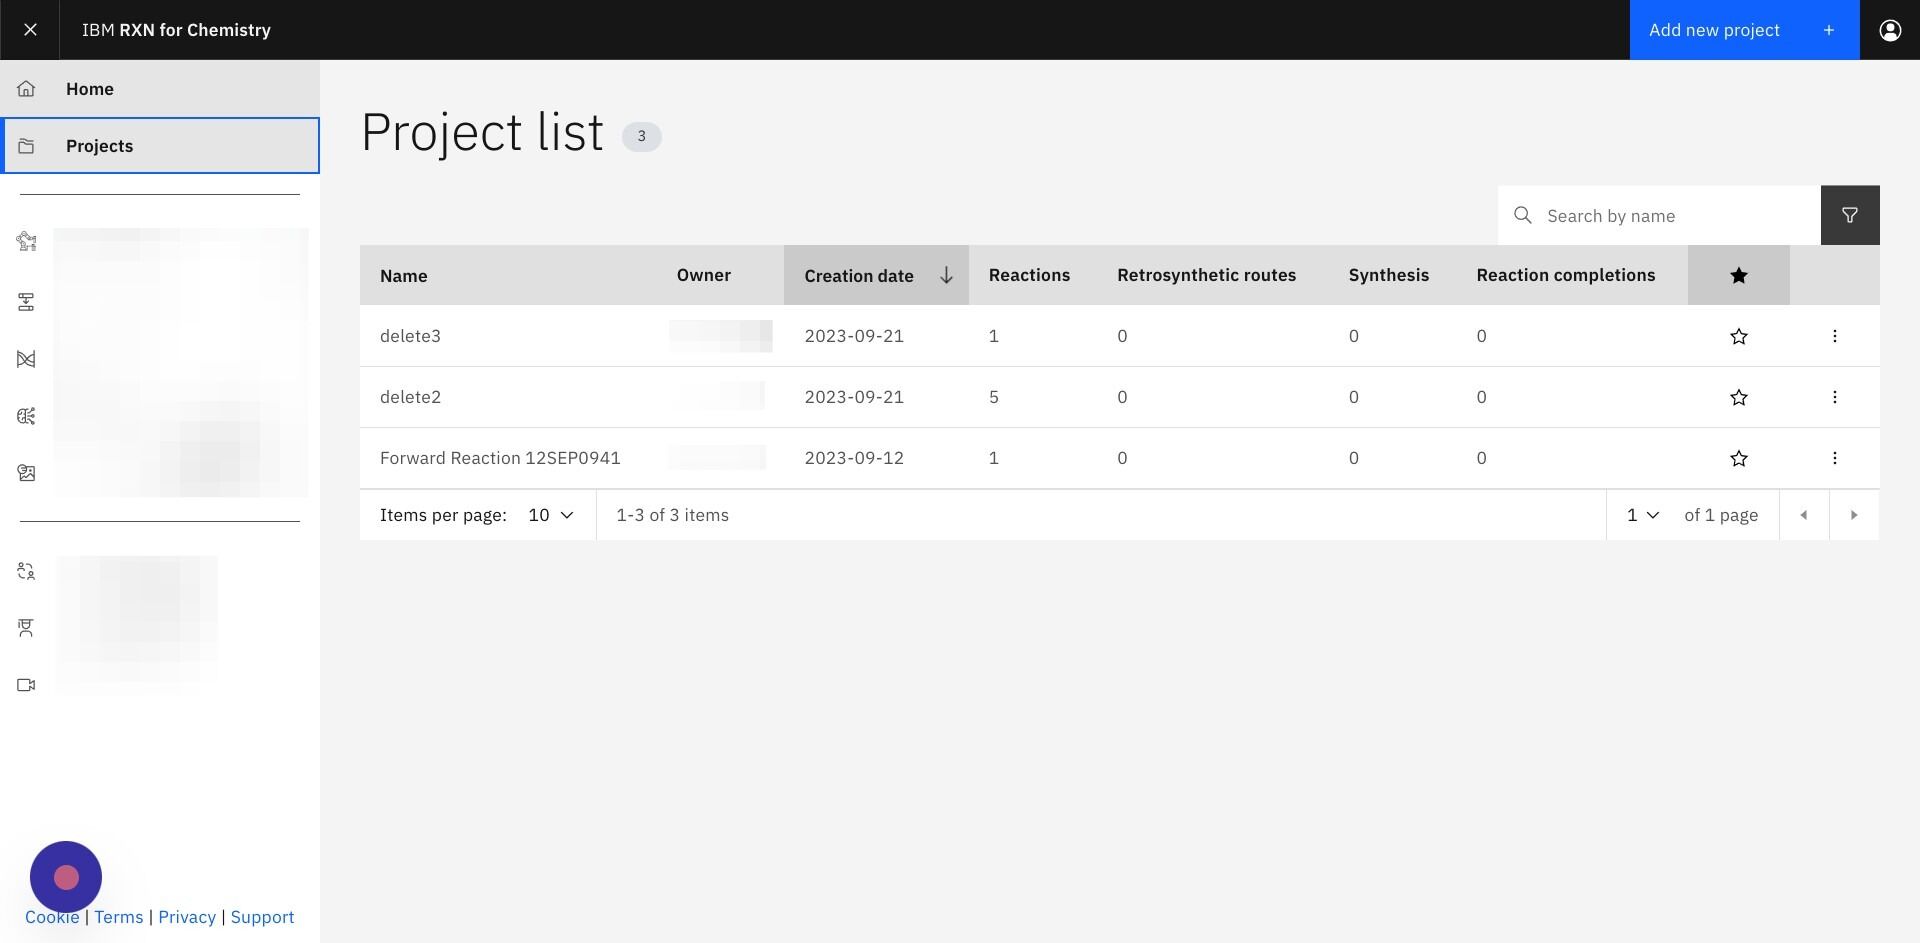 IBM RXN for Chemistry
Add new project +
Home
Projects
Project list 3
Search by name
Name Owner Creation date Reactions Retrosynthetic routes Synthesis Reaction completions
delete3 2023-09-21 1 0 0 0
delete2 2023-09-21 5 0 0 0
Forward Reaction 12SEP0941 2023-09-12 1 0 0 0
Items per page: 10 1-3 of 3 items 1 of 1 page
Cookie | Terms | Privacy | Support